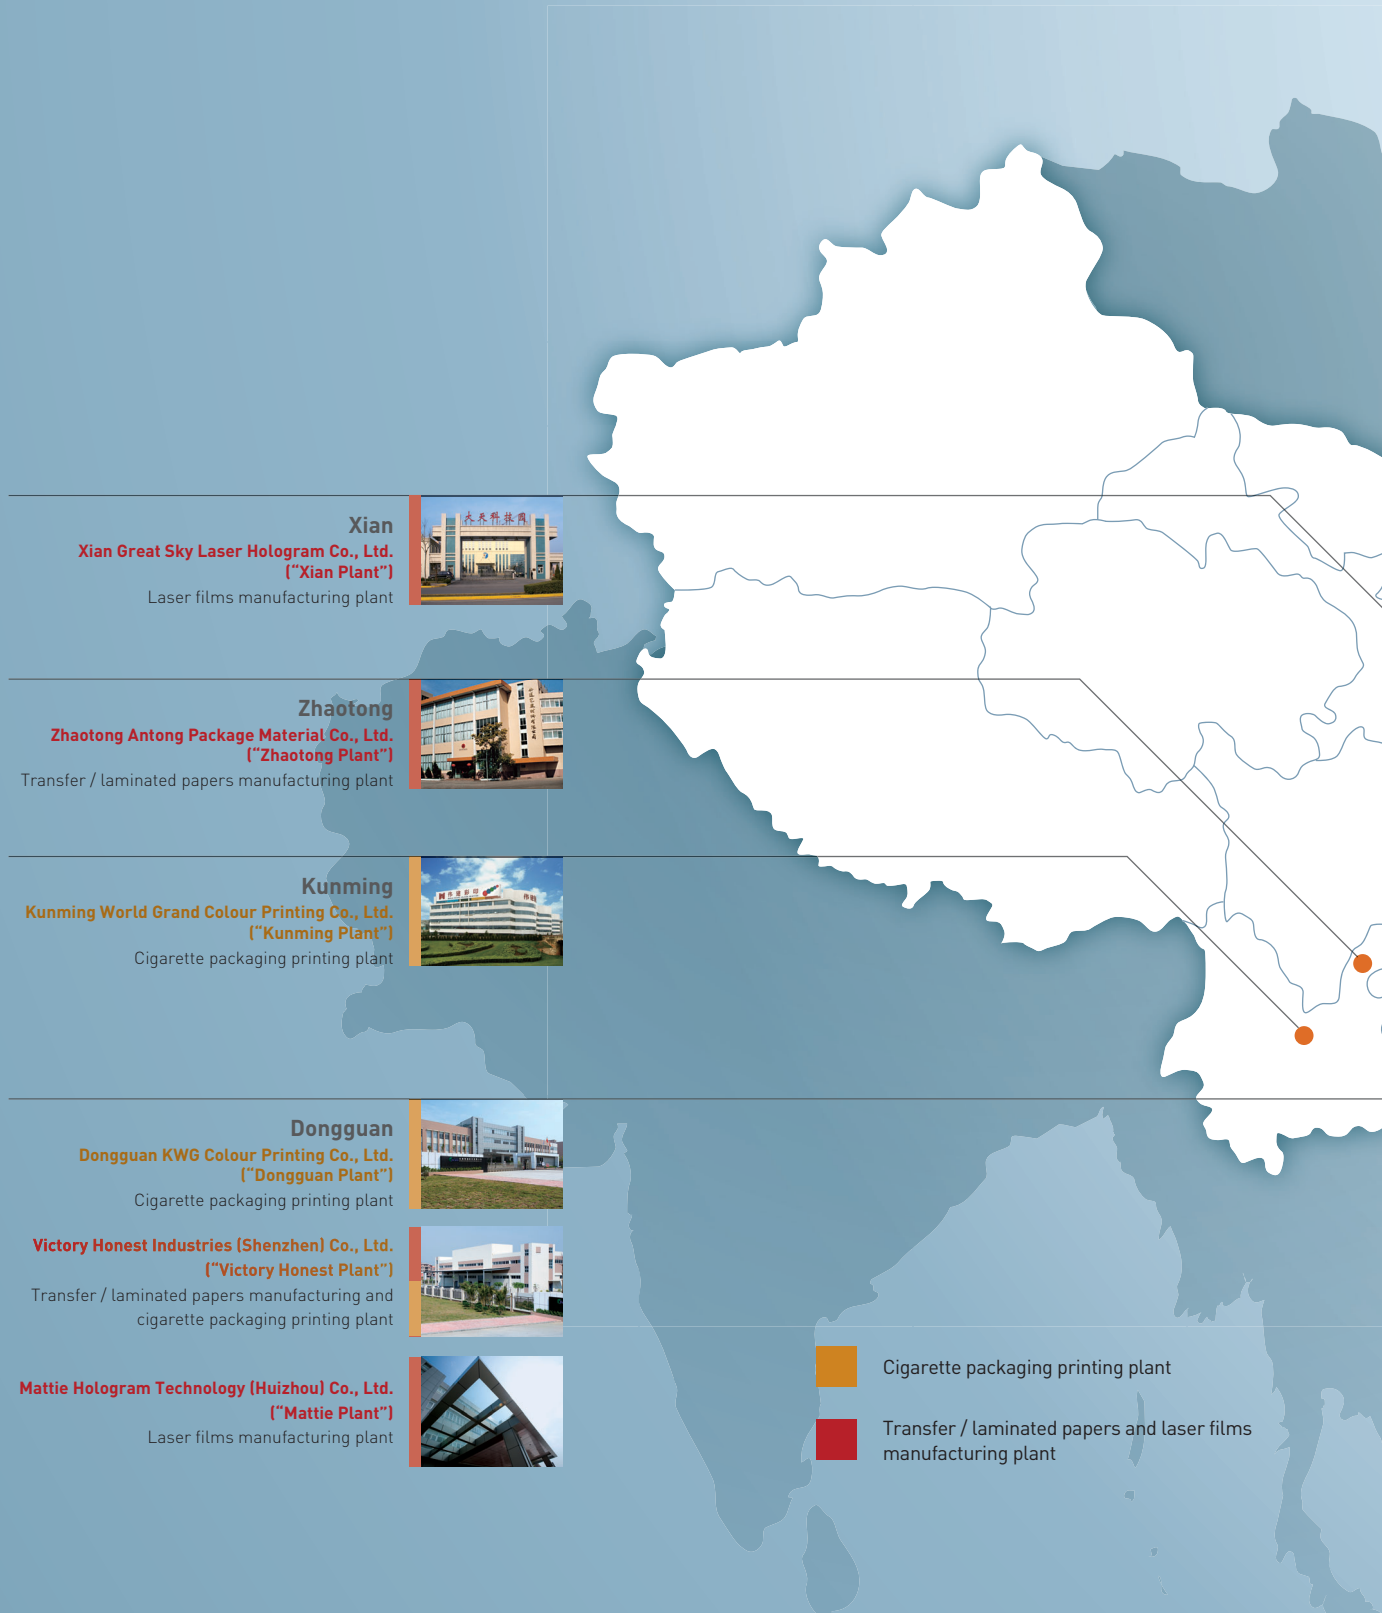 Xian
Xian Great Sky Laser Hologram Co., Ltd.
(“Xian Plant”)
Laser films manufacturing plant
大天科技园
Zhaotong
Zhaotong Antong Package Material Co., Ltd.
(“Zhaotong Plant”)
Transfer / laminated papers manufacturing plant
Kunming
Kunming World Grand Colour Printing Co., Ltd.
(“Kunming Plant”)
Cigarette packaging printing plant
Dongguan
Dongguan KWG Colour Printing Co., Ltd.
(“Dongguan Plant”)
Cigarette packaging printing plant
Victory Honest Industries (Shenzhen) Co., Ltd.
(“Victory Honest Plant”)
Transfer / laminated papers manufacturing and
cigarette packaging printing plant
Mattie Hologram Technology (Huizhou) Co., Ltd.
(“Mattie Plant”)
Laser films manufacturing plant
Cigarette packaging printing plant
Transfer / laminated papers and laser films
manufacturing plant